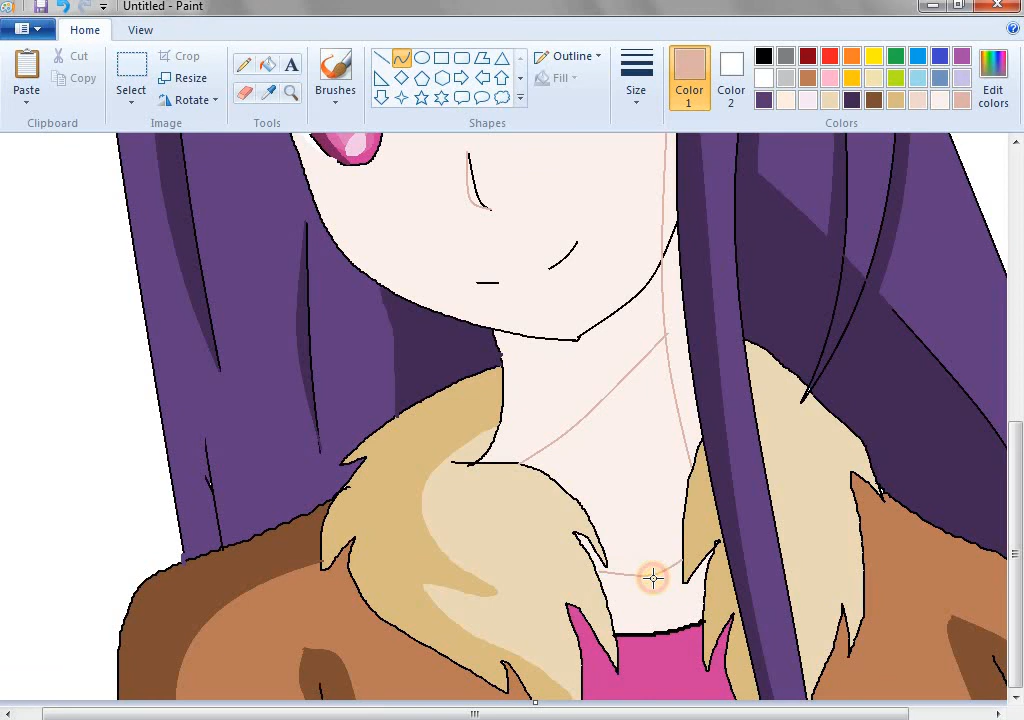 Untitled - Paint
Home
View
Paste
Cut
Copy
Clipboard
Select
Crop
Resize
Rotate
Image
A
Tools
Brushes
Outline
Fill
Shapes
Size
Color 1
Color 2
Edit colors
Colors